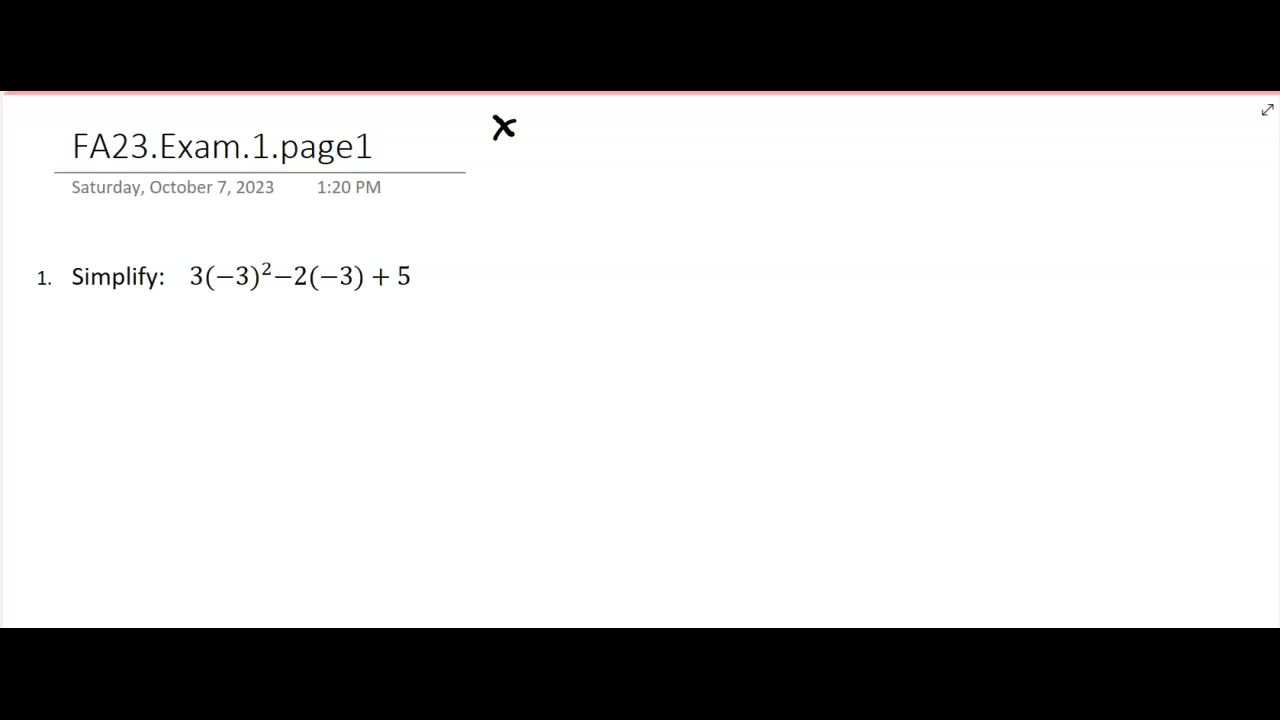 FA23.Exam.1.page1 x
Saturday, October 7, 2023 1:20 PM
1. Simplify: 3(−3)²−2(−3) + 5